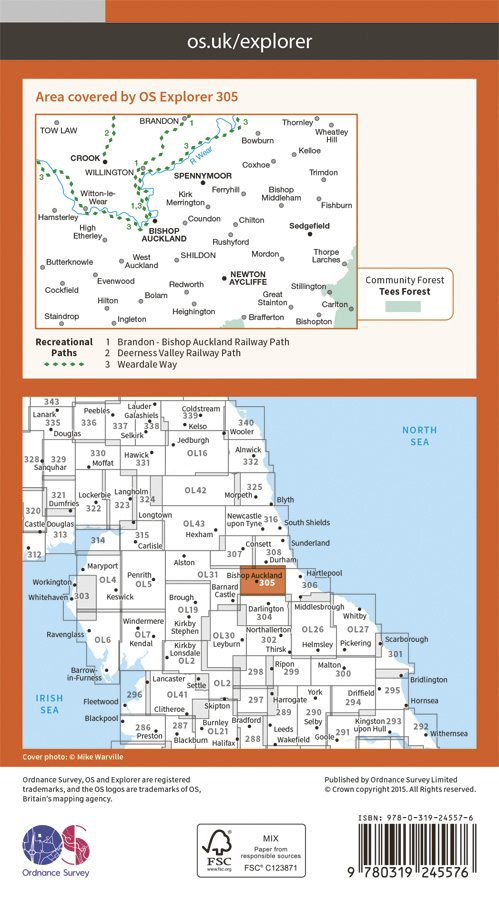 os.uk/explorer
Area covered by OS Explorer 305
TOW LAW
BRANDON
1
3
Thornley
Wheatley
Hill
2
Bowburn
Kelloe
CROOK
R Wear
3
Coxhoe
WILLINGTON
1
Trimdon
3
SPENNYMOOR
Witton-le-
Wear
Kirk
Merrington
Ferryhill
Bishop
Middleham
Fishburn
1,3
Hamsterley
Coundon
Chilton
High
Etherley
3
BISHOP
AUCKLAND
Rushyford
Sedgefield
Butterknowle
West
Auckland
SHILDON
Mordon
Thorpe
Larches
Cockfield
Evenwood
Redworth
NEWTON
AYCLIFFE
Stillington
Hilton
Bolam
Great
Stainton
Carlton
Staindrop
Ingleton
Heighington
Brafferton
Bishopton
Community Forest
Tees Forest
Recreational
Paths
1 Brandon - Bishop Auckland Railway Path
2 Deerness Valley Railway Path
3 Weardale Way
343
Lanark
335
Douglas
Peebles
336
Lauder
Galashiels
337
338
Selkirk
Coldstream
339
Kelso
340
Wooler
Jedburgh
328
329
Sanquhar
330
Moffat
Hawick
331
OL16
Alnwick
332
321
Dumfries
Lockerbie
322
Langholm
323
324
OL42
325
Morpeth
Blyth
320
Castle Douglas
313
Longtown
OL43
Newcastle
upon Tyne
316
South Shields
312
314
315
Carlisle
Hexham
Consett
307
308
Sunderland
Durham
Maryport
Alston
Workington
OL4
Penrith
OL5
OL31
Bishop Auckland
305
Hartlepool
306
Whitehaven
303
Keswick
Brough
OL19
Barnard
Castle
Darlington
304
Middlesbrough
Whitby
Windermere
OL7
Kendal
Kirkby
Stephen
Ravenglass
OL6
OL30
Leyburn
Northallerton
302
Thirsk
OL26
Helmsley
OL27
Pickering
Scarborough
301
Kirkby
Lonsdale
OL2
Barrow-
in-Furness
298
Ripon
299
Malton
300
Bridlington
Lancaster
Settle
OL2
296
OL41
Fleetwood
Skipton
297
Harrogate
York
Driffield
294
295
Hornsea
Clitheroe
Blackpool
286
Preston
287
Blackburn
Burnley
OL21
Halifax
Bradford
288
289
Leeds
Wakefield
290
Selby
Goole
291
Kingston
upon Hull
293
292
Withernsea
NORTH
SEA
IRISH
SEA
Cover photo: © Mike Warville
Ordnance Survey, OS and Explorer are registered
trademarks, and the OS logos are trademarks of OS,
Britain's mapping agency.
Published by Ordnance Survey Limited
© Crown copyright 2015. All Rights reserved.
OS
Ordnance Survey
FSC
www.fsc.org
MIX
Paper from
responsible sources
FSC® C123871
ISBN: 978-0-319-24557-6
9 780319 245576